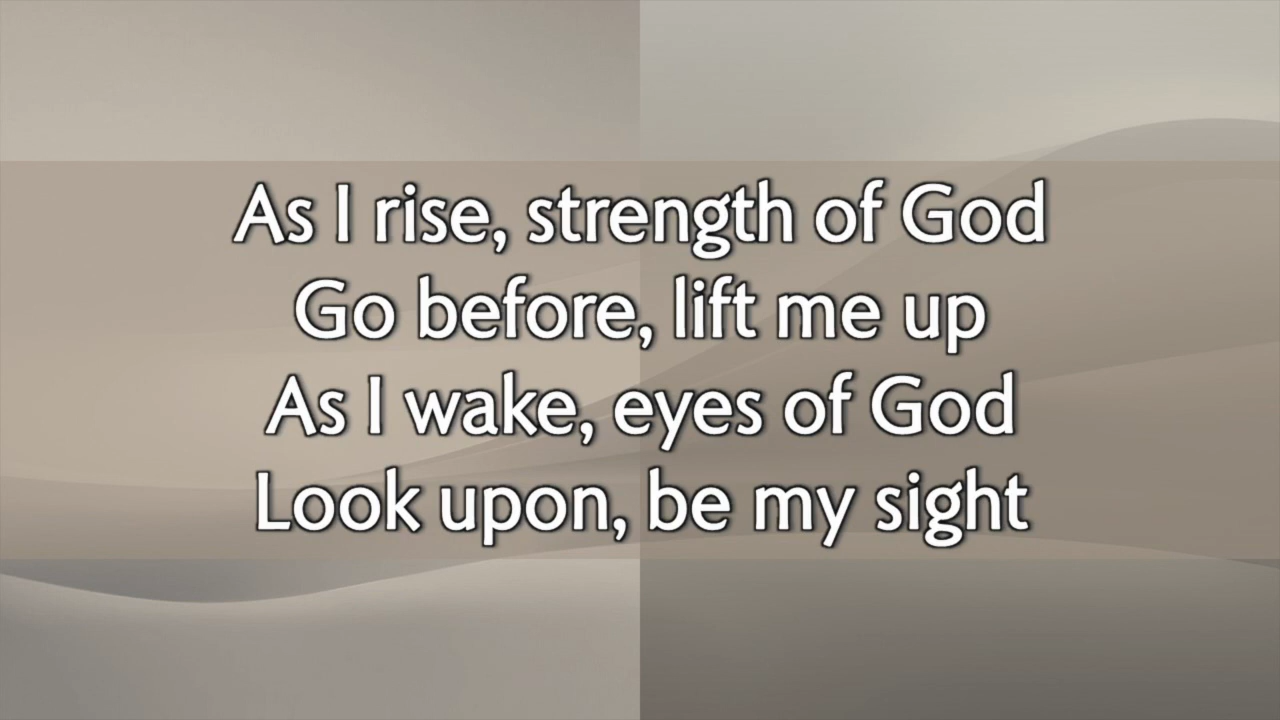 As I rise, strength of God
Go before, lift me up
As I wake, eyes of God
Look upon, be my sight